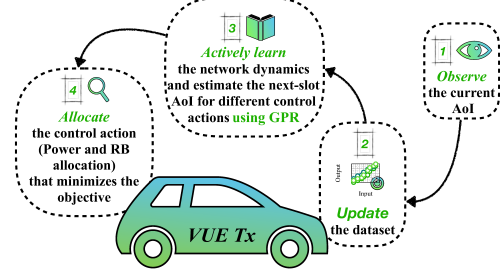 1
Observe
the current
AoI
2
Output
Input
Update
the dataset
3
Actively learn
the network dynamics
and estimate the next-slot
AoI for different control
actions using GPR
4
Allocate
the control action
(Power and RB
allocation)
that minimizes the
objective
VUE Tx